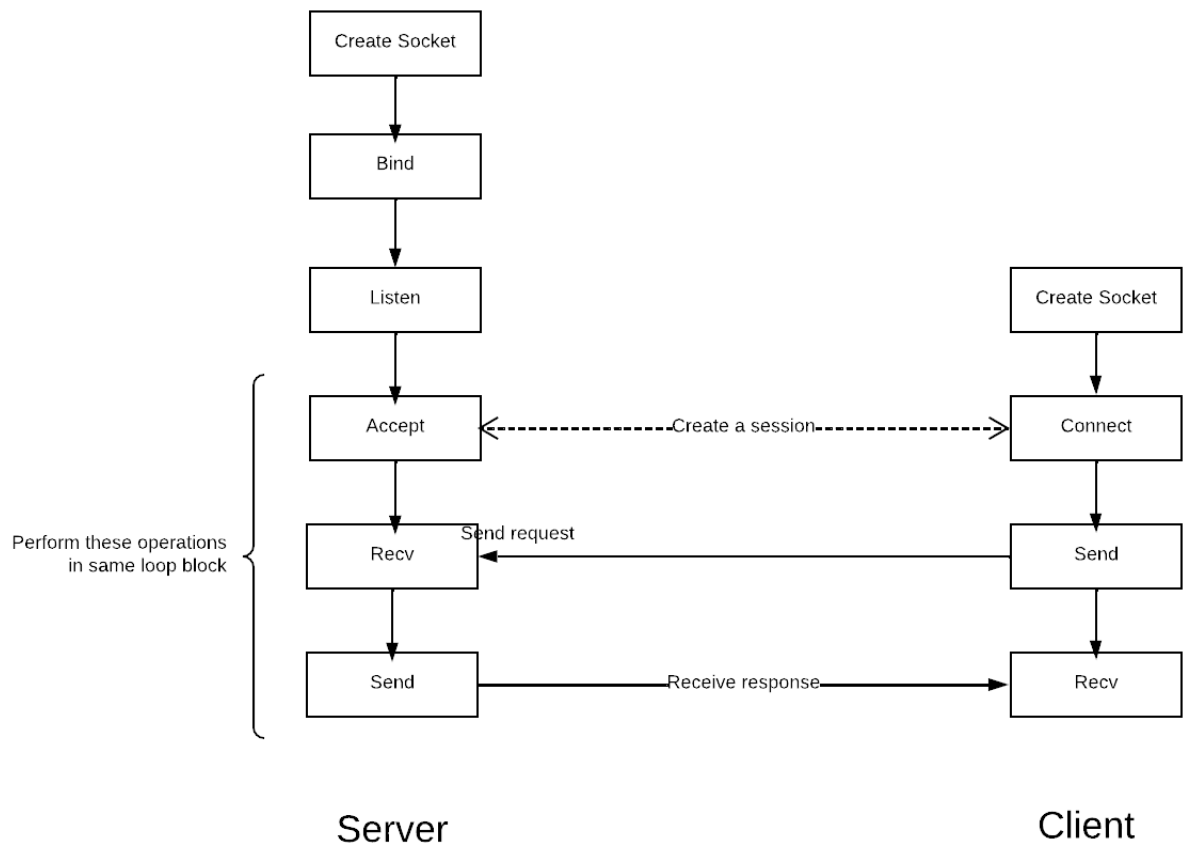 Create Socket
Bind
Listen
Create Socket
Accept
Create a session
Connect
Perform these operations
in same loop block
Send request
Recv
Send
Send
Receive response
Recv
Server
Client